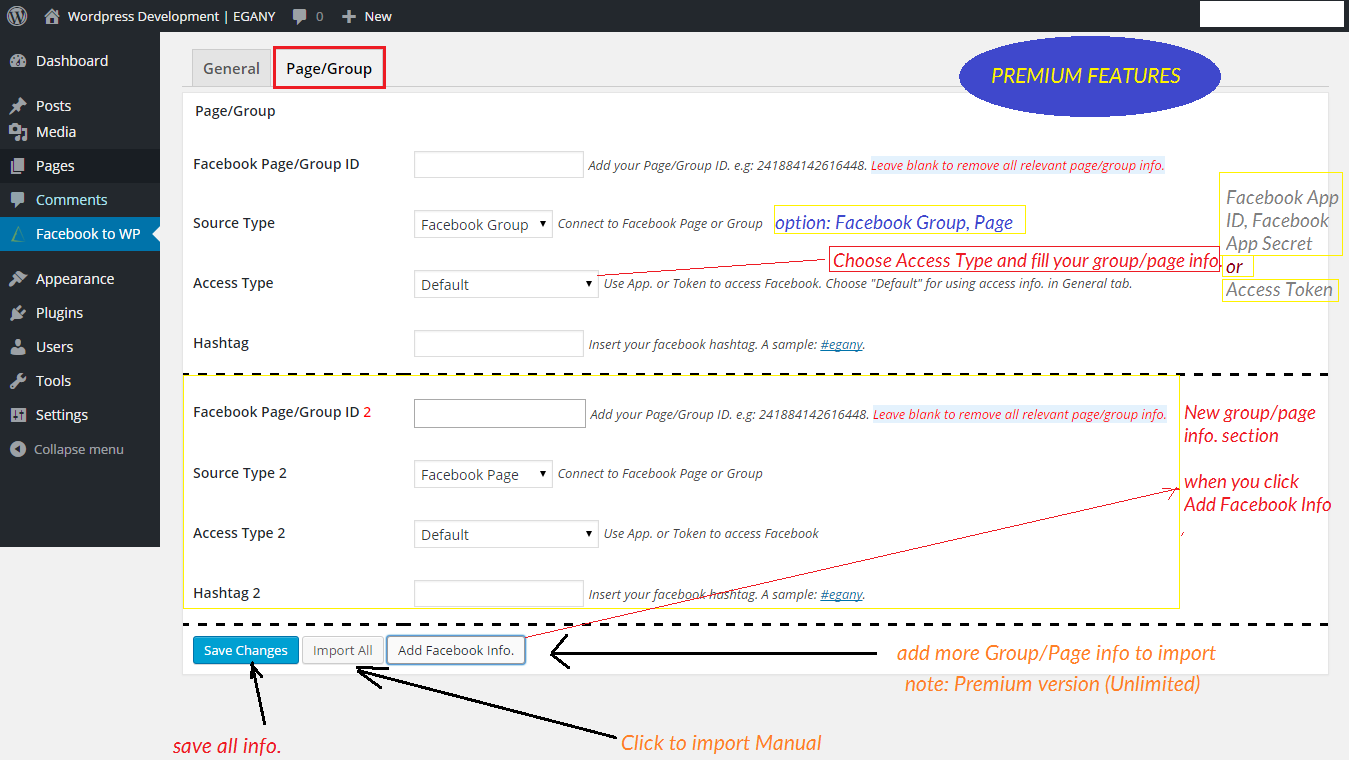 Wordpress Development | EGANY 0 New
Dashboard
Posts
Media
Pages
Comments
Facebook to WP
Appearance
Plugins
Users
Tools
Settings
Collapse menu
General Page/Group
PREMIUM FEATURES
Page/Group
Facebook Page/Group ID Add your Page/Group ID. e.g: 241884142616448. Leave blank to remove all relevant page/group info.
Source Type Facebook Group Connect to Facebook Page or Group option: Facebook Group, Page
Choose Access Type and fill your group/page info.
Facebook App
ID, Facebook
App Secret
or
Access Token
Access Type Default Use App. or Token to access Facebook. Choose "Default" for using access info. in General tab.
Hashtag Insert your facebook hashtag. A sample: #egany.
Facebook Page/Group ID 2 Add your Page/Group ID. e.g: 241884142616448. Leave blank to remove all relevant page/group info.
New group/page
info. section
when you click
Add Facebook Info
Source Type 2 Facebook Page Connect to Facebook Page or Group
Access Type 2 Default Use App. or Token to access Facebook
Hashtag 2 Insert your facebook hashtag. A sample: #egany.
Save Changes Import All Add Facebook Info.
add more Group/Page info to import
note: Premium version (Unlimited)
save all info.
Click to import Manual